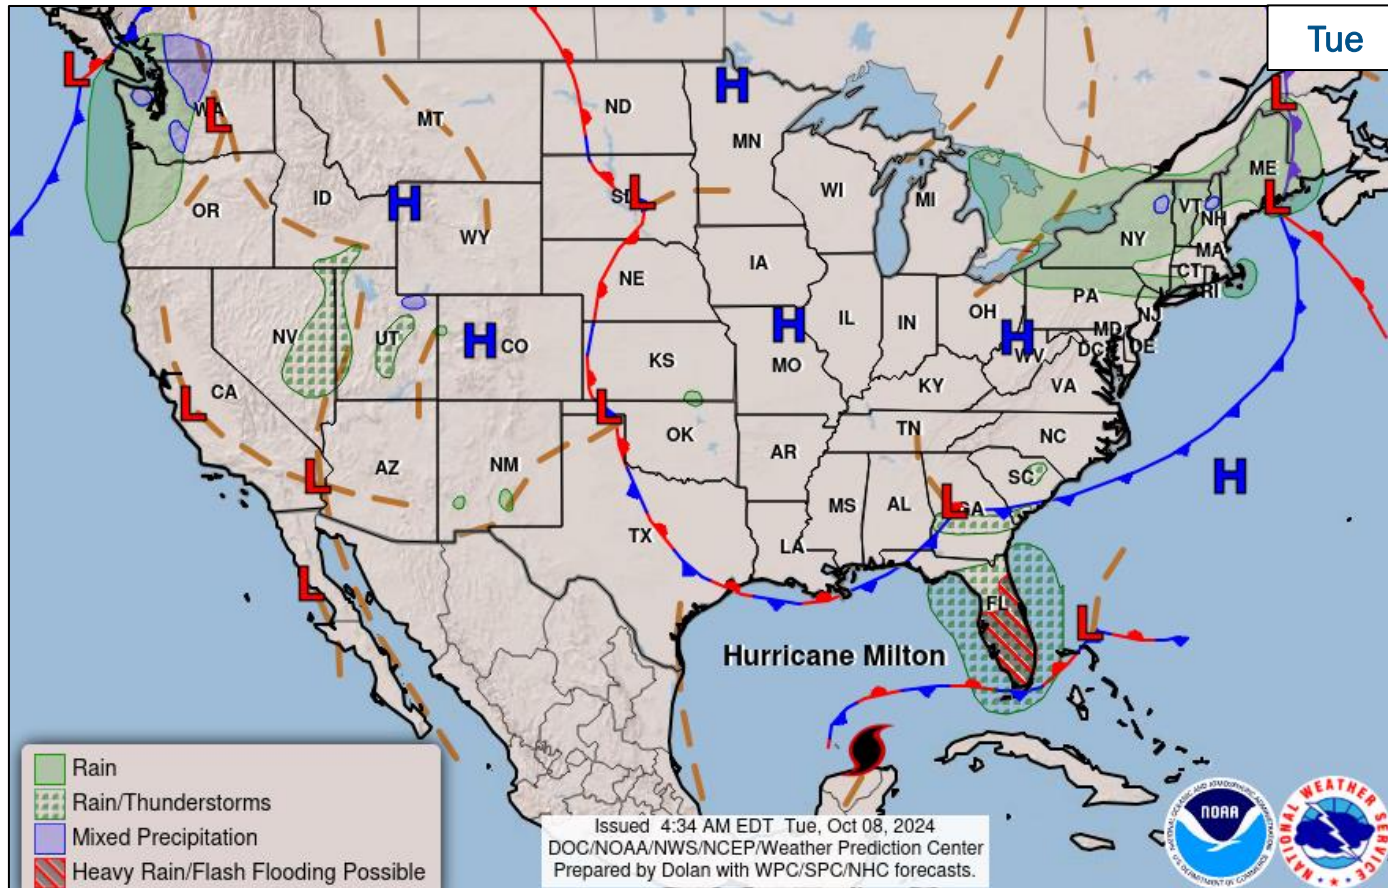 Tue
L
H
ND
MT
MN
WA
L
L
ME
WI
MI
ID
H
SD
L
VT
NH
L
OR
WY
NY
MA
IA
CT
RI
NE
PA
H
OH
NJ
IL
IN
NV
UT
H
CO
H
MD
DE
WV
DC
KS
MO
KY
VA
CA
L
L
TN
NC
OK
AR
AZ
NM
L
SC
H
MS
AL
L
GA
TX
LA
L
FL
L
Hurricane Milton
Rain
Rain/Thunderstorms
Mixed Precipitation
Heavy Rain/Flash Flooding Possible
Issued 4:34 AM EDT Tue, Oct 08, 2024
DOC/NOAA/NWS/NCEP/Weather Prediction Center
Prepared by Dolan with WPC/SPC/NHC forecasts.
NOAA
NATIONAL WEATHER SERVICE